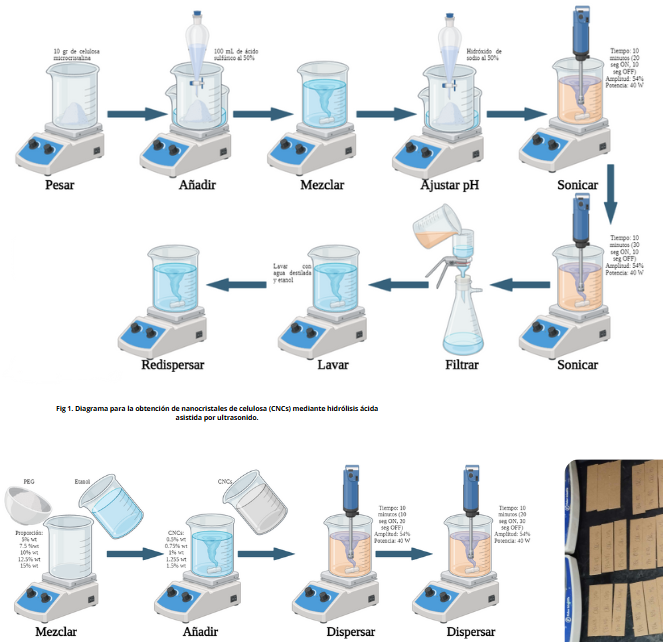 10 gr de celulosa
microcristalina
100 mL de ácido
sulfúrico al 50%
Hidróxido de
sodio al 50%
Tiempo: 10
minutos (20
seg ON, 10
seg OFF)
Amplitud: 54%
Potencia: 40 W
Pesar
Añadir
Mezclar
Ajustar pH
Sonicar
Tiempo: 10
minutos (20
seg ON, 10
seg OFF)
Amplitud: 54%
Potencia: 40 W
Lavar con
agua destilada
y etanol
Redispersar
Lavar
Filtrar
Sonicar
Fig 1. Diagrama para la obtención de nanocristales de celulosa (CNCs) mediante hidrólisis ácida
asistida por ultrasonido.
PEG
Etanol
CNCs
Proporción:
5% wt
7.5 %wt
10% wt
12.5% wt
15% wt
CNCs:
0.5% wt
0.75% wt
1% wt
1.25% wt
1.5% wt
Tiempo: 10
minutos (10
seg ON, 20
seg OFF)
Amplitud: 54%
Potencia: 40 W
Tiempo: 10
minutos (20
seg ON, 10
seg OFF)
Amplitud: 54%
Potencia: 40 W
Mezclar
Añadir
Dispersar
Dispersar